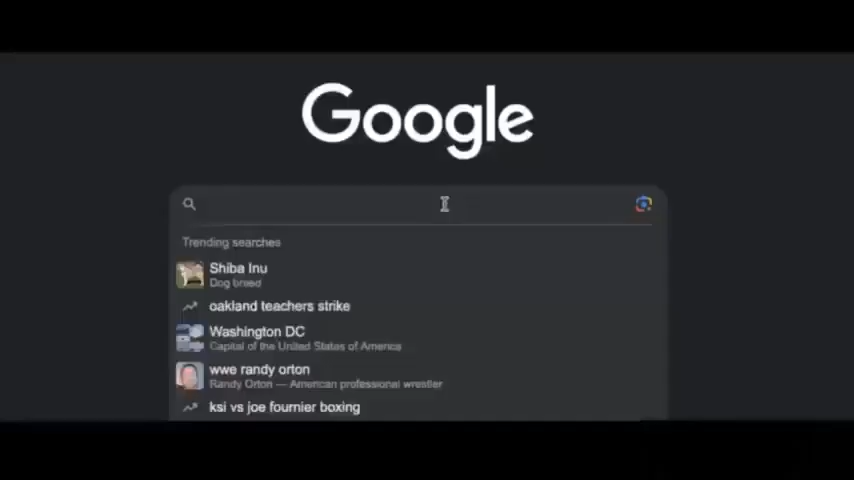 Google
Trending searches
Shiba Inu
Dog breed
oakland teachers strike
Washington DC
Capital of the United States of America
wwe randy orton
Randy Orton — American professional wrestler
ksi vs joe fournier boxing